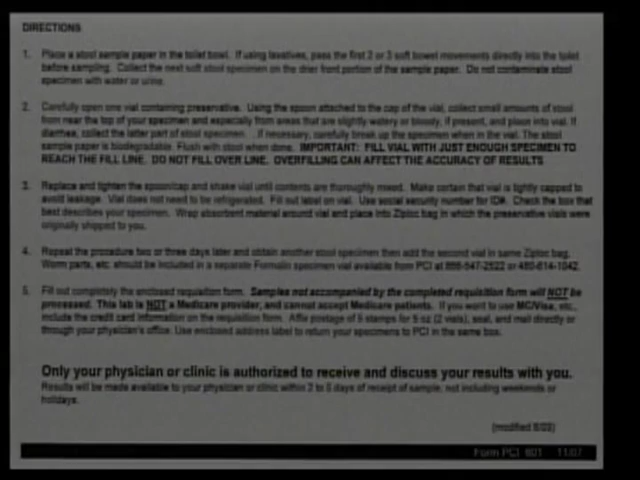 DIRECTIONS
1. Place a stool sample paper in the toilet bowl. If using laxatives, pass the first 2 or 3 soft bowel movements directly into the toilet
before sampling. Collect the next soft stool specimen on the drier front portion of the sample paper. Do not contaminate stool
specimen with water or urine.
2. Carefully open one vial containing preservative. Using the spoon attached to the cap of the vial, collect small amounts of stool
from near the top of your specimen and especially from areas that are slightly watery or bloody, if present, and place into vial. If
diarrhea, collect the latter part of stool specimen. . If necessary, carefully break up the specimen when in the vial. The stool
sample paper is biodegradable. Flush with stool when done. IMPORTANT: FILL VIAL WITH JUST ENOUGH SPECIMEN TO
REACH THE FILL LINE. DO NOT FILL OVER LINE. OVERFILLING CAN AFFECT THE ACCURACY OF RESULTS
3. Replace and tighten the spoon/cap and shake vial until contents are thoroughly mixed. Make certain that vial is tightly capped to
avoid leakage. Vial does not need to be refrigerated. Fill out label on vial. Use social security number for ID#. Check the box that
best describes your specimen. Wrap absorbent material around vial and place into Ziploc bag in which the preservative vials were
originally shipped to you.
4. Repeat the procedure two or three days later and obtain another stool specimen then add the second vial in same Ziploc bag.
Worm parts, etc. should be included in a separate Formalin specimen vial available from PCI at
5. Fill out completely the enclosed requisition form. Samples not accompanied by the completed requisition form will NOT be
processed. This lab is NOT a Medicare provider, and cannot accept Medicare patients. If you want to use MC/Visa, etc.,
include the credit card information on the requisition form. Affix postage of 5 stamps for 5 oz (2 vials), seal, and mail directly or
through your physician's office. Use enclosed address label to return your specimens to PCI in the same box.
Only your physician or clinic is authorized to receive and discuss your results with you.
Results will be made available to your physician or clinic within 2 to 5 days of receipt of sample, not including weekends or
holidays.
(modified
Form PCI 601 11/07